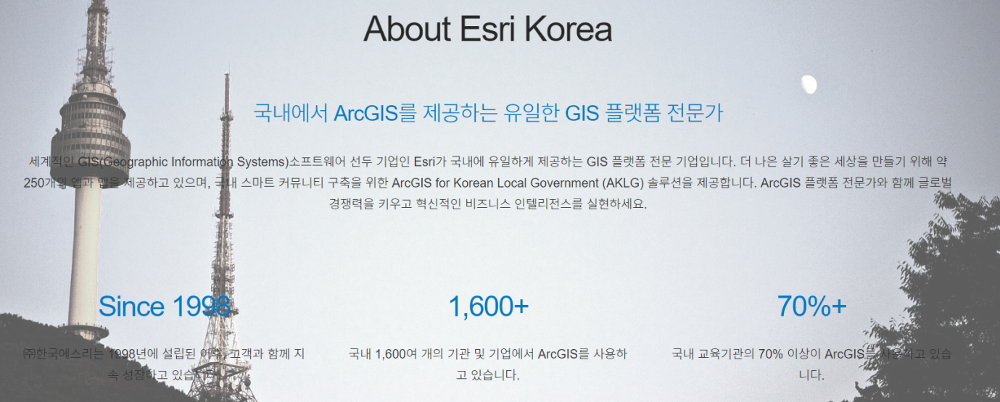 About Esri Korea
국내에서 ArcGIS를 제공하는 유일한 GIS 플랫폼 전문가
세계적인 GIS(Geographic Information Systems)소프트웨어 선두 기업인 Esri가 국내에 유일하게 제공하는 GIS 플랫폼 전문 기업입니다. 더 나은 살기 좋은 세상을 만들기 위해 약
250개의 앱과 맵을 제공하고 있으며, 국내 스마트 커뮤니티 구축을 위한 ArcGIS for Korean Local Government (AKLG) 솔루션을 제공합니다. ArcGIS 플랫폼 전문가와 함께 글로벌
경쟁력을 키우고 혁신적인 비즈니스 인텔리전스를 실현하세요.
Since 1998
㈜한국에스리는 1998년에 설립된 이후, 고객과 함께 지
속 성장하고 있습니다.
1,600+
국내 1,600여 개의 기관 및 기업에서 ArcGIS를 사용하
고 있습니다.
70%+
국내 교육기관의 70% 이상이 ArcGIS를 사용하고 있습
니다.